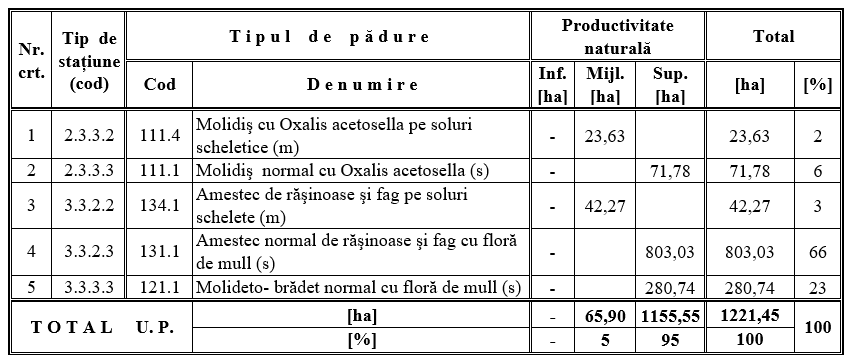 Nr. crt. | Tip de stațiune (cod) | Tipul de pădure | Productivitate naturală | Total
Cod | Denumire | Inf. [ha] | Mijl. [ha] | Sup. [ha] | [ha] | [%]
1 | 2.3.3.2 | 111.4 | Molidiş cu Oxalis acetosella pe soluri scheletice (m) | - | 23,63 | | 23,63 | 2
2 | 2.3.3.3 | 111.1 | Molidiş normal cu Oxalis acetosella (s) | - | | 71,78 | 71,78 | 6
3 | 3.3.2.2 | 134.1 | Amestec de răşinoase şi fag pe soluri schelete (m) | - | 42,27 | | 42,27 | 3
4 | 3.3.2.3 | 131.1 | Amestec normal de răşinoase şi fag cu floră de mull (s) | - | | 803,03 | 803,03 | 66
5 | 3.3.3.3 | 121.1 | Molideto- brădet normal cu floră de mull (s) | - | | 280,74 | 280,74 | 23
TOTAL U.P. | [ha] | - | 65,90 | 1155,55 | 1221,45 | 100
[%] | - | 5 | 95 | 100